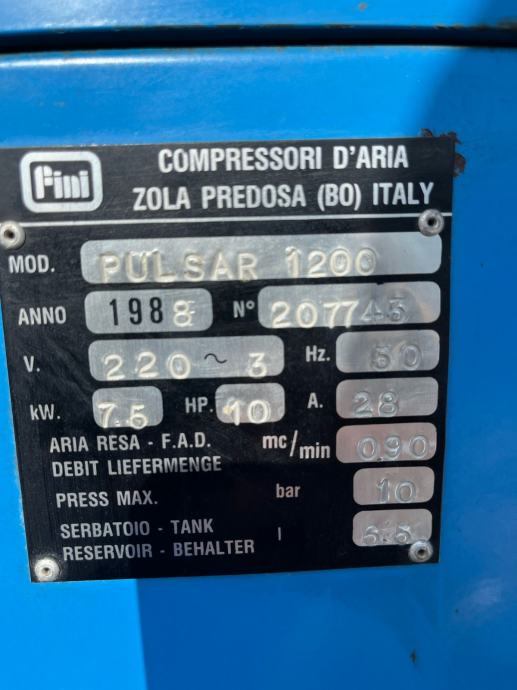 Fini
COMPRESSORI D'ARIA
ZOLA PREDOSA (BO) ITALY
MOD. PULSAR 1200
ANNO 1988 N° 207743
V. 220 ~ 3 Hz. 50
kW. 7.5 HP. 10 A. 28
ARIA RESA - F.A.D. mc/min 0.90
DEBIT LIEFERMENGE
PRESS MAX. bar 10
SERBATOIO - TANK l
RESERVOIR - BEHALTER